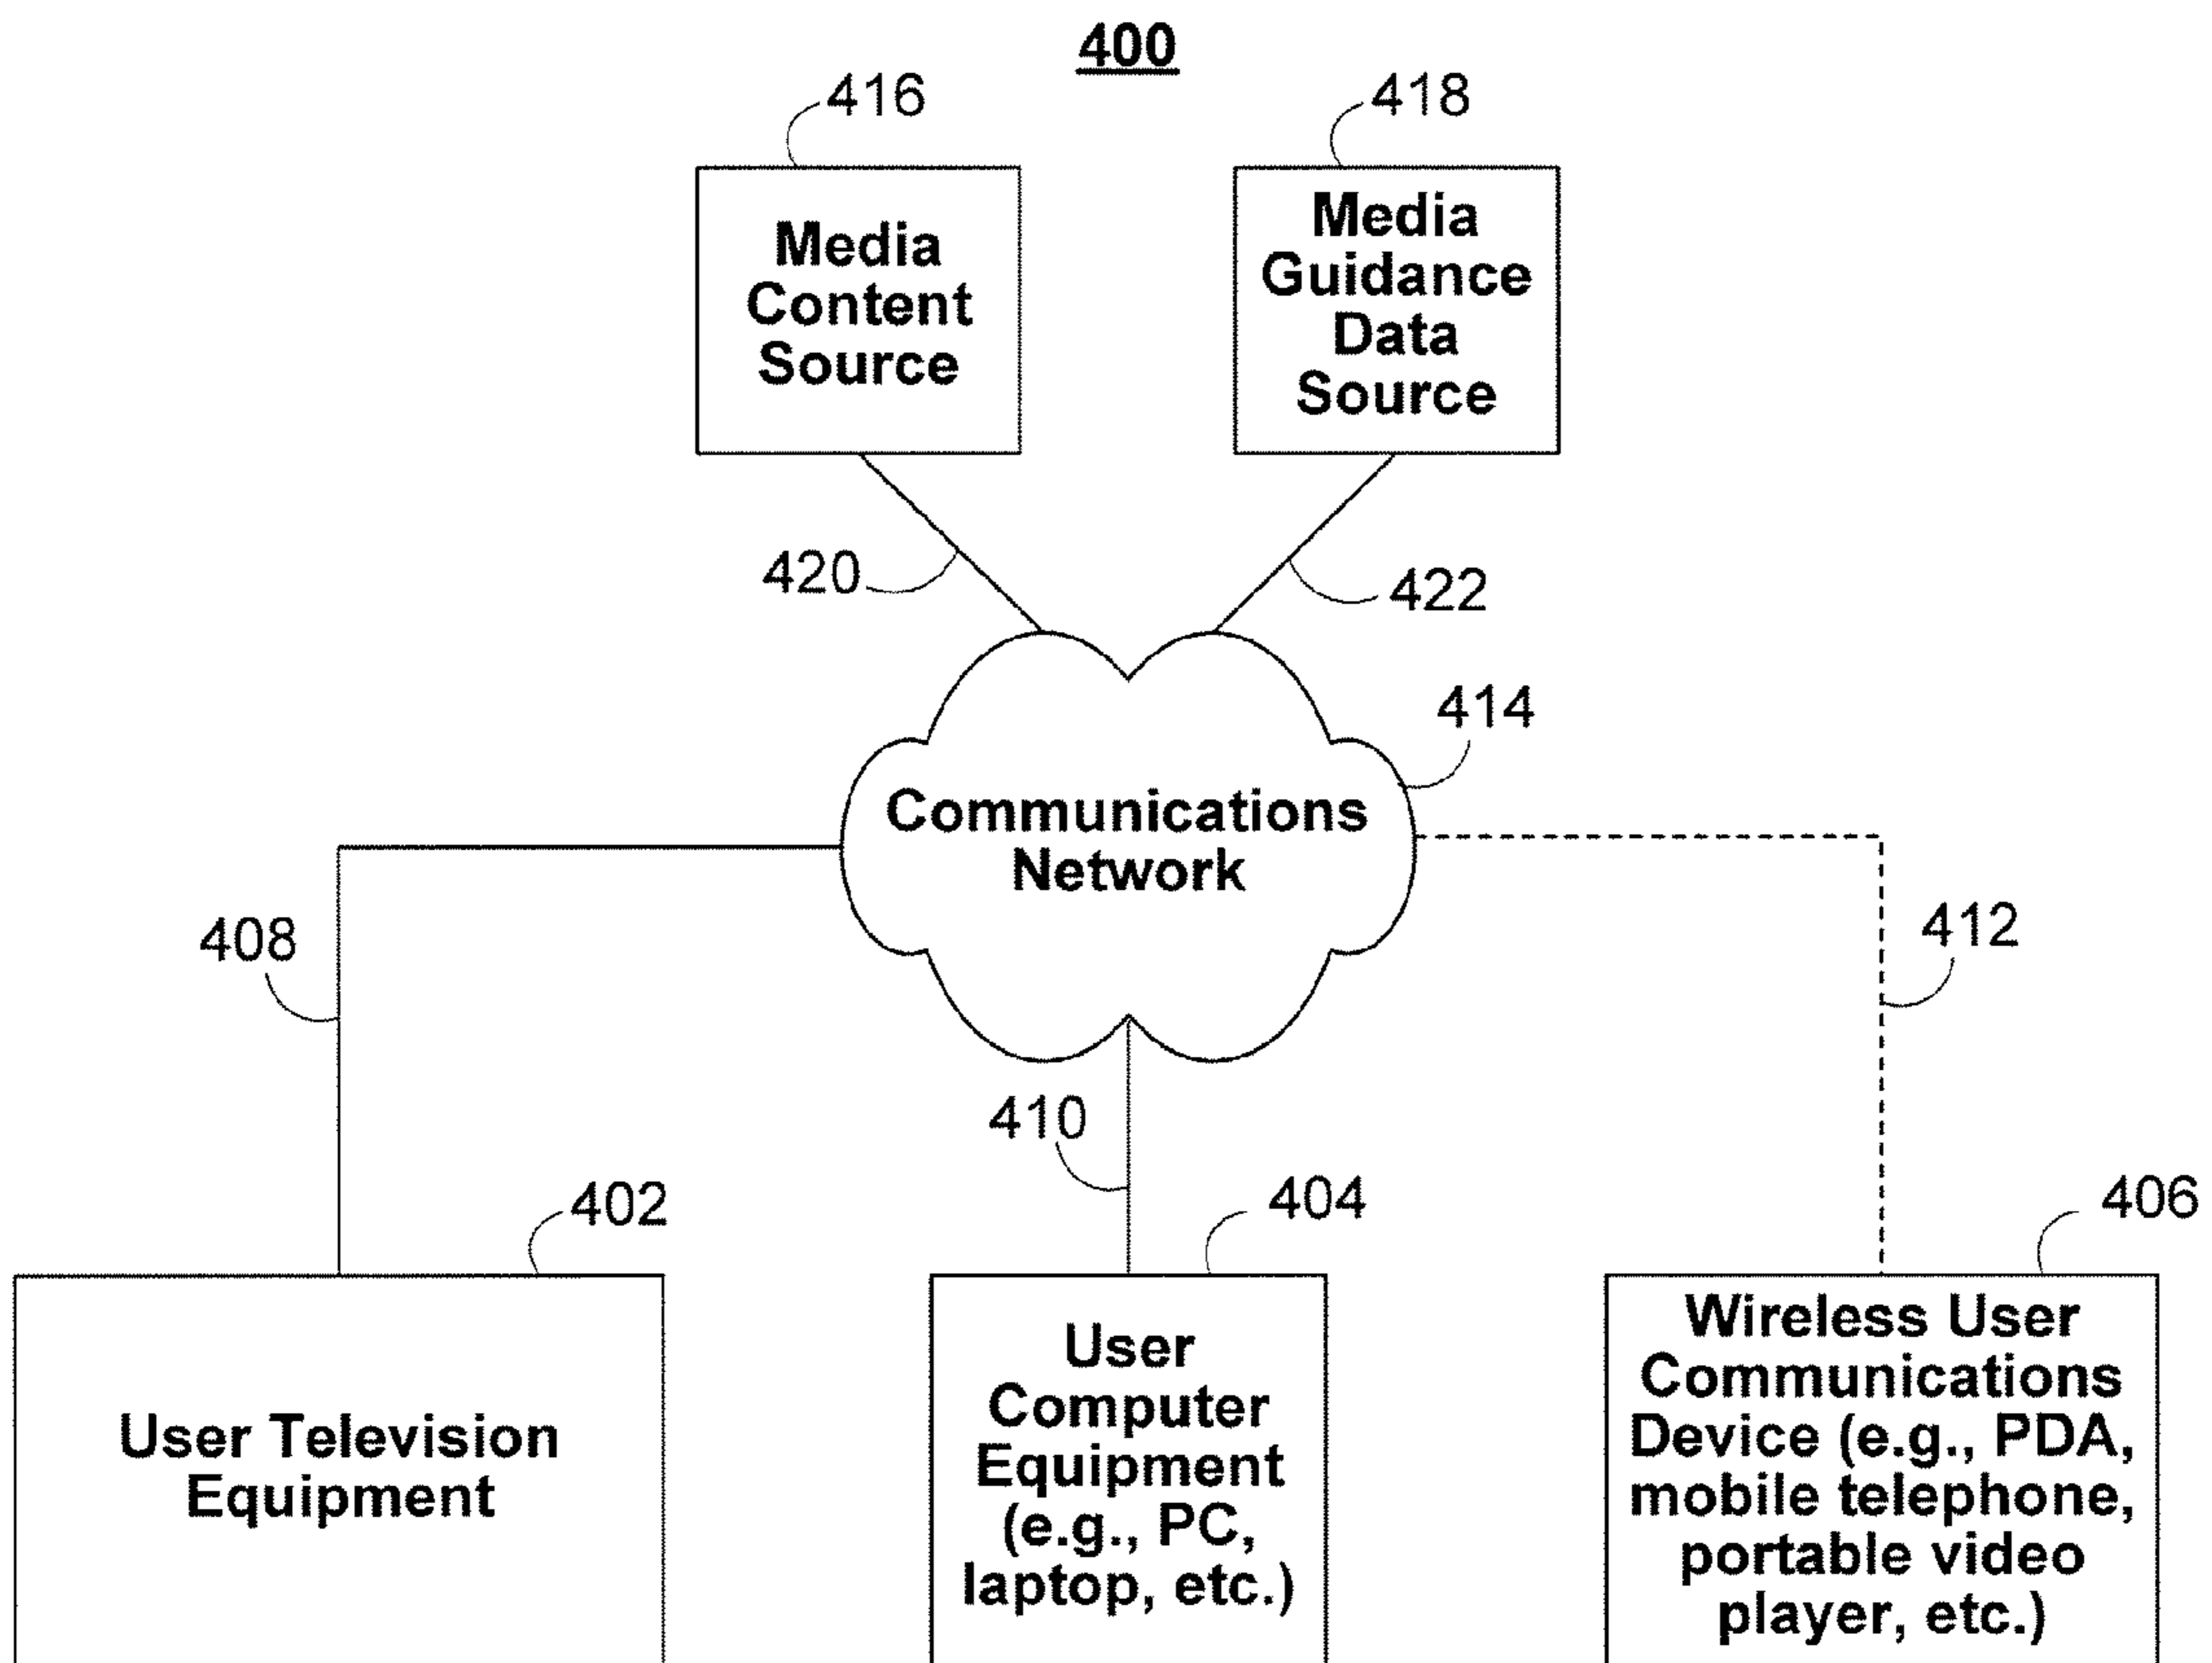 400
416
418
Media
Content
Source
Media
Guidance
Data
Source
420
422
414
Communications
Network
408
412
410
402
404
406
User Television
Equipment
User
Computer
Equipment
(e.g., PC,
laptop, etc.)
Wireless User
Communications
Device (e.g., PDA,
mobile telephone,
portable video
player, etc.)